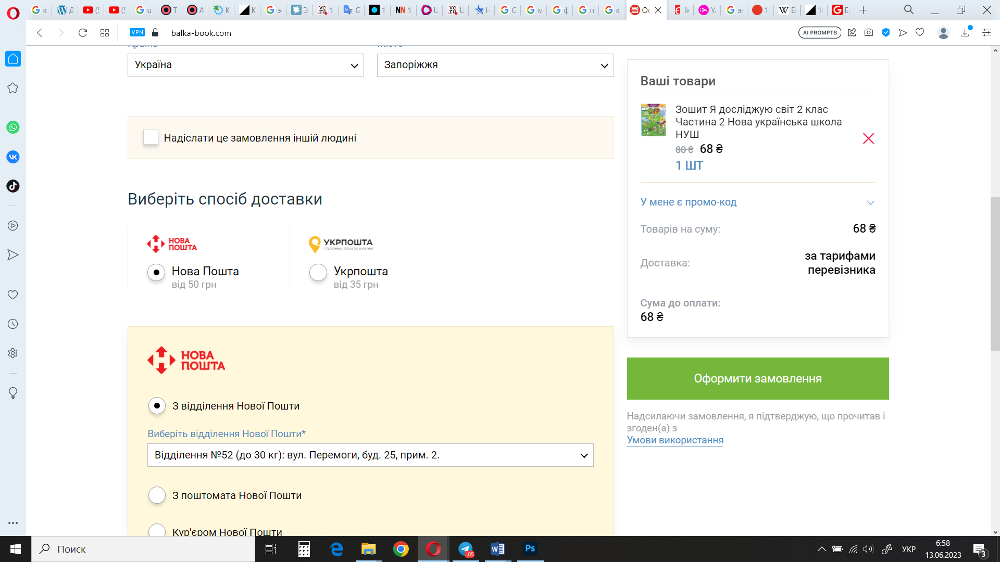 VPN
balka-book.com
AI PROMPTS
Україна
Запоріжжя
Надіслати це замовлення іншій людині
Виберіть спосіб доставки
НОВА
ПОШТА
Нова Пошта
від 50 грн
УКРПОШТА
ГОЛОВНА ПОШТА КРАЇНИ
Укрпошта
від 35 грн
НОВА
ПОШТА
З відділення Нової Пошти
Виберіть відділення Нової Пошти*
Відділення №52 (до 30 кг): вул. Перемоги, буд. 25, прим. 2.
З поштомата Нової Пошти
Кур'єром Нової Пошти
Ваші товари
Зошит Я досліджую світ 2 клас
Частина 2 Нова українська школа
НУШ
80 ₴ 68 ₴
1 ШТ
У мене є промо-код
Товарів на суму: 68 ₴
Доставка: за тарифами
перевізника
Сума до оплати:
68 ₴
Оформити замовлення
Надсилаючи замовлення, я підтверджую, що прочитав і
згоден(а) з
Умови використання
Поиск
УКР
6:58
13.06.2023
3